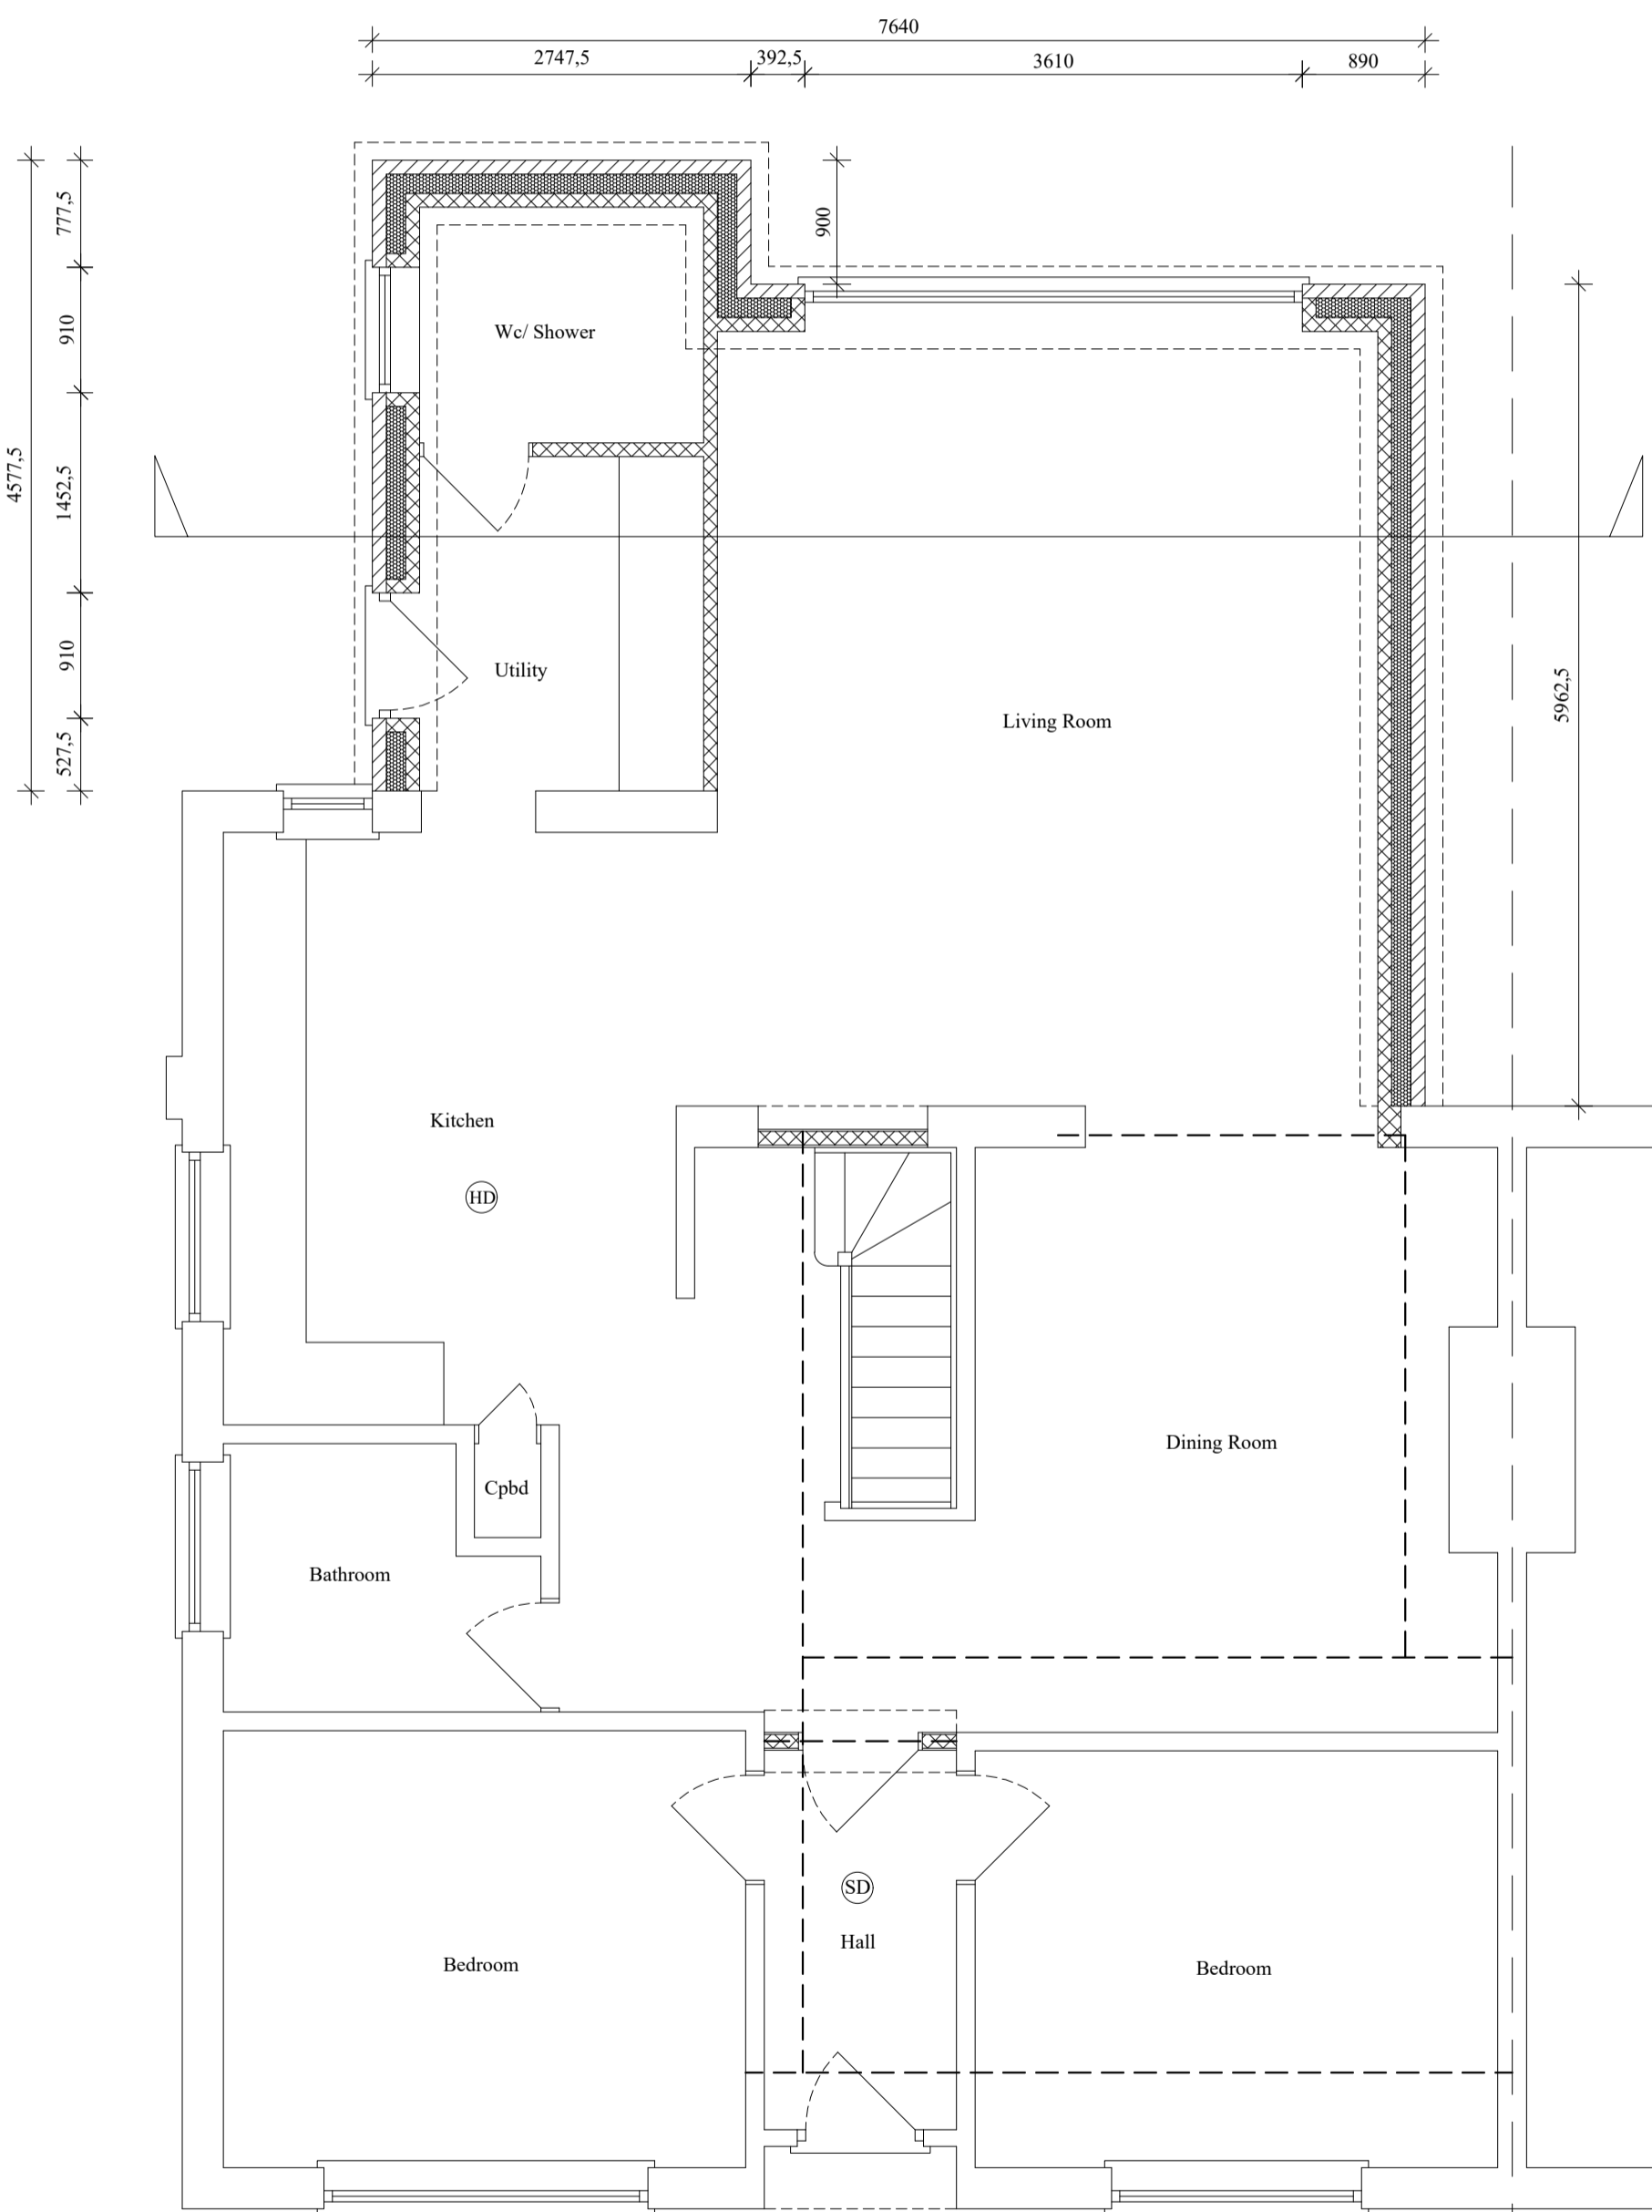 7640
2747,5
392,5
3610
890
777,5
910
1452,5
910
527,5
4577,5
900
5962,5
Wc/ Shower
Utility
Living Room
Kitchen
HD
Dining Room
Cpbd
Bathroom
SD
Hall
Bedroom
Bedroom